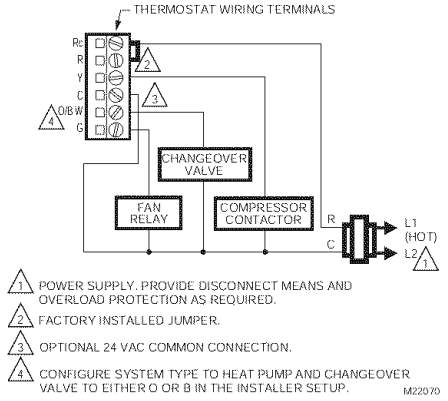 THERMOSTAT WIRING TERMINALS
Rc
R
Y
C
O/B W
G
2
3
4
CHANGEOVER
VALVE
FAN
RELAY
COMPRESSOR
CONTACTOR
R
C
L1
(HOT)
L2
1
1 POWER SUPPLY. PROVIDE DISCONNECT MEANS AND
OVERLOAD PROTECTION AS REQUIRED.
2 FACTORY INSTALLED JUMPER.
3 OPTIONAL 24 VAC COMMON CONNECTION.
4 CONFIGURE SYSTEM TYPE TO HEAT PUMP AND CHANGEOVER
VALVE TO EITHER O OR B IN THE INSTALLER SETUP.
M22070